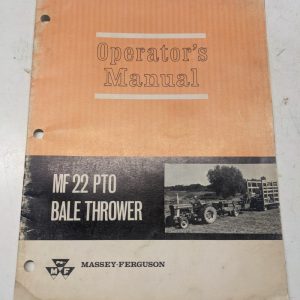 Operator's
Manual
MF 22 PTO
BALE THROWER
MF
MASSEY-FERGUSON